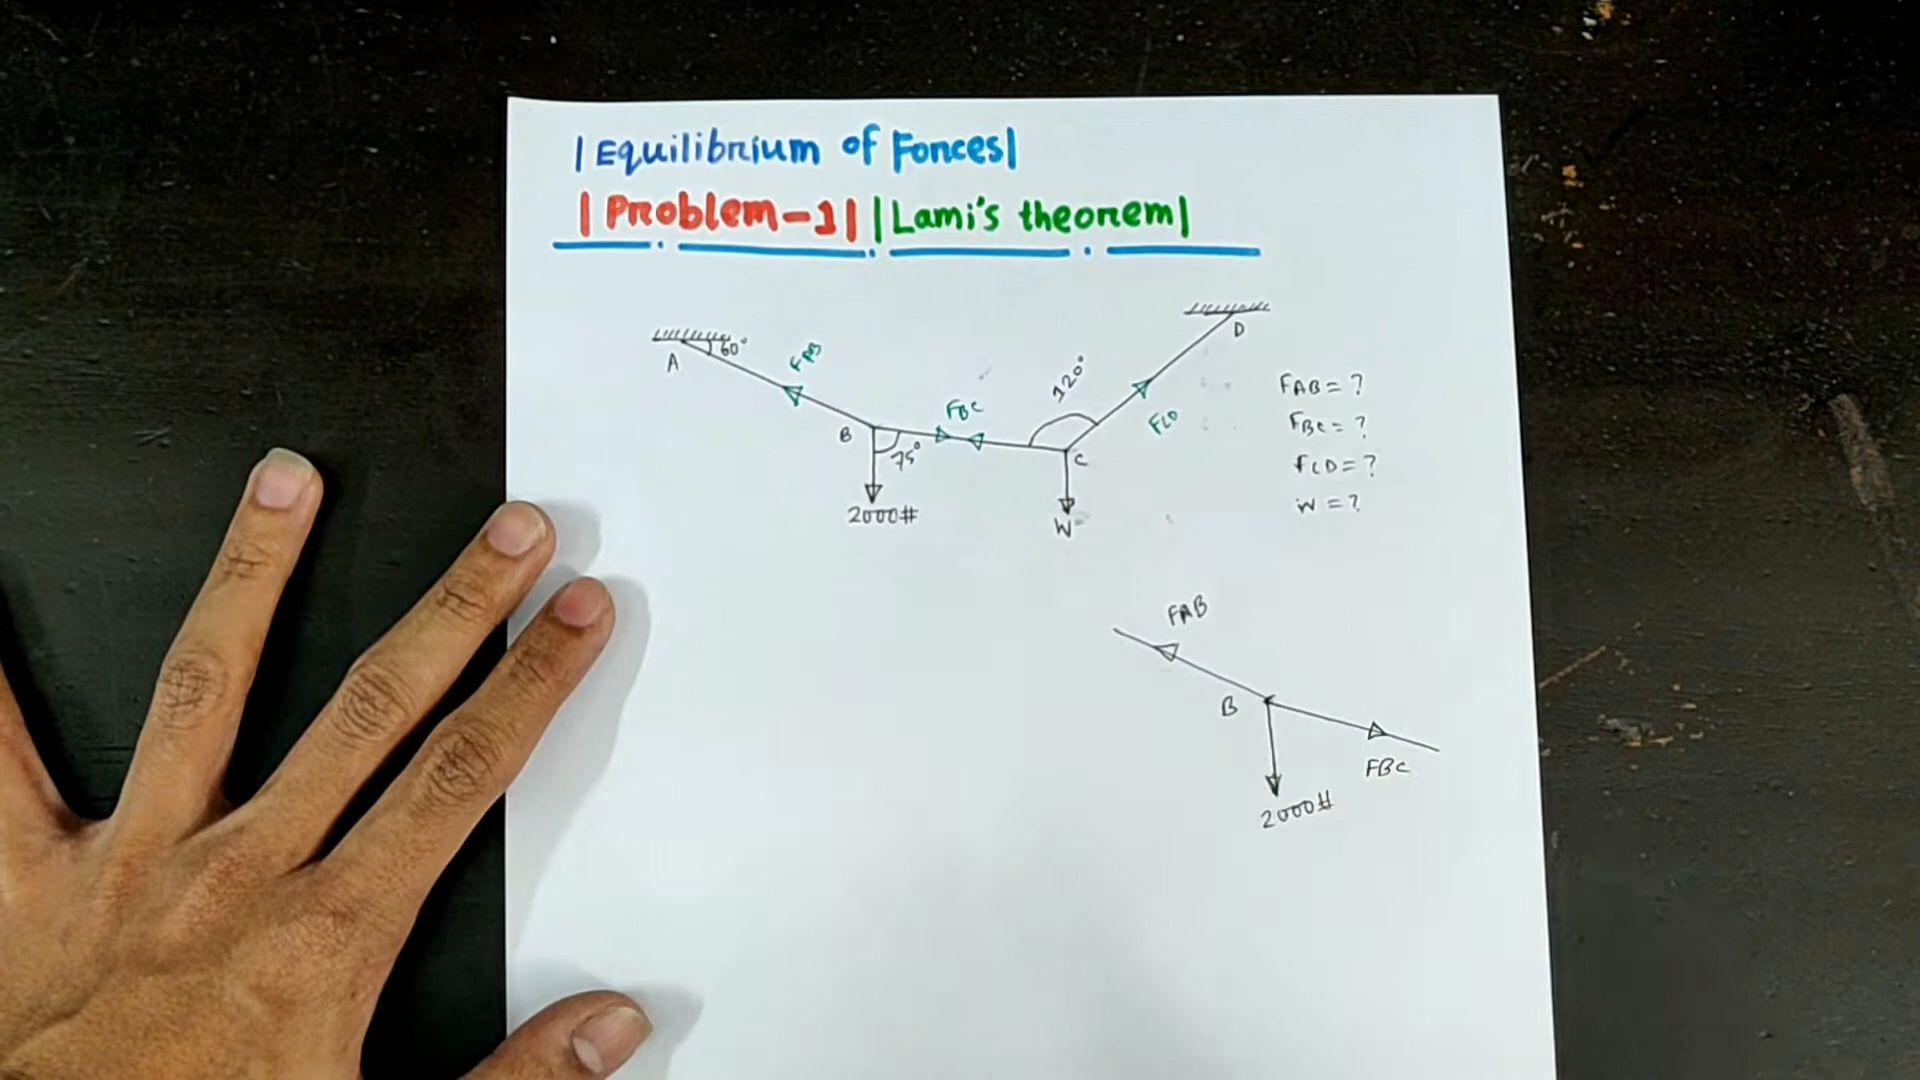 |Equilibrium of Forces|
|Problem-1| |Lami's theorem|
A
60°
FAB
B
75°
2000#
FBC
120°
C
W
FCD
D
FAB = ?
FBC = ?
FCD = ?
W = ?
FAB
B
FBC
2000#